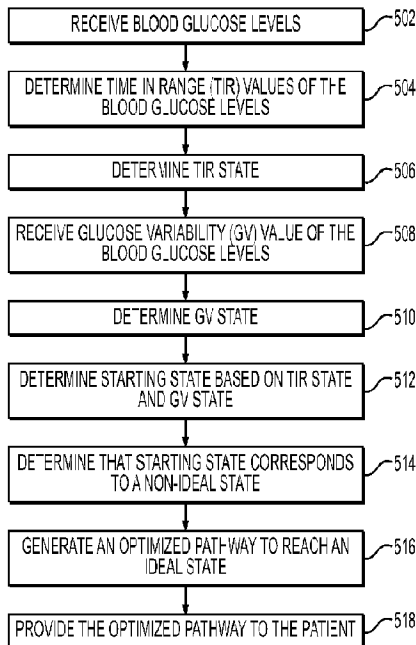 RECEIVE BLOOD GLUCOSE LEVELS
502
DETERMINE TIME IN RANGE (TIR) VALUES OF THE
BLOOD GLUCOSE LEVELS
504
DETERMINE TIR STATE
506
RECEIVE GLUCOSE VARIABILITY (GV) VALUE OF THE
BLOOD GLUCOSE LEVELS
508
DETERMINE GV STATE
510
DETERMINE STARTING STATE BASED ON TIR STATE
AND GV STATE
512
DETERMINE THAT STARTING STATE CORRESPONDS
TO A NON-IDEAL STATE
514
GENERATE AN OPTIMIZED PATHWAY TO REACH AN
IDEAL STATE
516
PROVIDE THE OPTIMIZED PATHWAY TO THE PATIENT
518